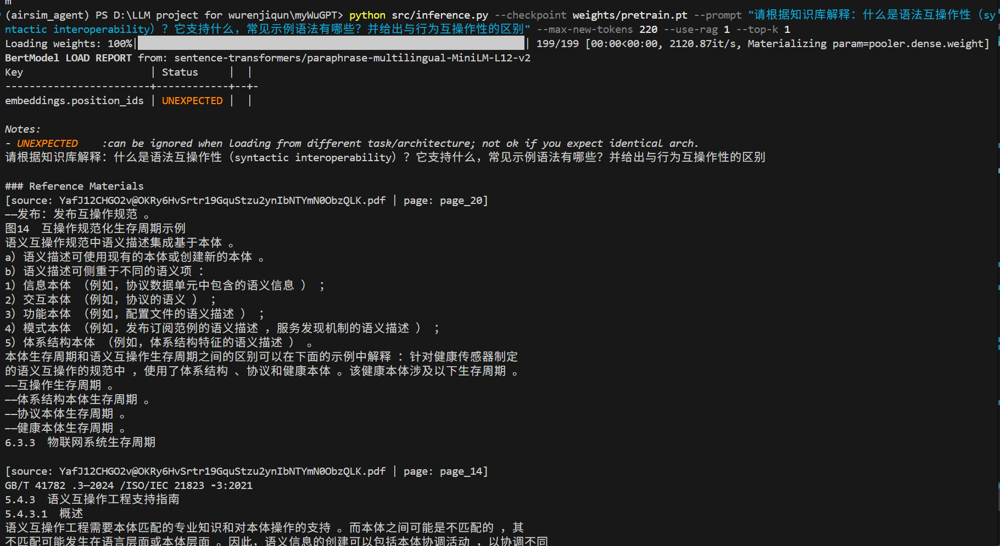 m
(airsim_agent) PS D:\LLM project for wurenjiqun\myWuGPT> python src/inference.py --checkpoint weights/pretrain.pt --prompt "请根据知识库解释：什么是语法互操作性（sy
ntactic interoperability）？它支持什么，常见示例语法有哪些？并给出与行为互操作性的区别" --max-new-tokens 220 --use-rag 1 --top-k 1
Loading weights: 100%| | 199/199 [00:00<00:00, 2120.87it/s, Materializing param=pooler.dense.weight]
BertModel LOAD REPORT from: sentence-transformers/paraphrase-multilingual-MiniLM-L12-v2
Key | Status | |
------------------------+------------+--+-
embeddings.position_ids | UNEXPECTED | |
Notes:
- UNEXPECTED :can be ignored when loading from different task/architecture; not ok if you expect identical arch.
请根据知识库解释：什么是语法互操作性（syntactic interoperability）？它支持什么，常见示例语法有哪些？并给出与行为互操作性的区别
### Reference Materials
[source: YafJ12CHGO2v@OKRy6HvSrtr19GquStzu2ynIbNTYmN0ObzQLK.pdf | page: page_20]
——发布：发布互操作规范 。
图14 互操作规范化生存周期示例
语义互操作规范中语义描述集成基于本体 。
a）语义描述可使用现有的本体或创建新的本体 。
b）语义描述可侧重于不同的语义项 ：
1）信息本体 （例如，协议数据单元中包含的语义信息 ） ；
2）交互本体 （例如，协议的语义 ） ；
3）功能本体 （例如，配置文件的语义描述 ） ；
4）模式本体 （例如，发布订阅范例的语义描述 ，服务发现机制的语义描述 ） ；
5）体系结构本体 （例如，体系结构特征的语义描述 ） 。
本体生存周期和语义互操作生存周期之间的区别可以在下面的示例中解释 ：针对健康传感器制定
的语义互操作的规范中 ，使用了体系结构 、协议和健康本体 。该健康本体涉及以下生存周期 。
——互操作生存周期 。
——体系结构本体生存周期 。
——协议本体生存周期 。
——健康本体生存周期 。
6.3.3 物联网系统生存周期
[source: YafJ12CHGO2v@OKRy6HvSrtr19GquStzu2ynIbNTYmN0ObzQLK.pdf | page: page_14]
GB/T 41782 .3—2024 /ISO/IEC 21823 -3:2021
5.4.3 语义互操作工程支持指南
5.4.3.1 概述
语义互操作工程需要本体匹配的专业知识和对本体操作的支持 。而本体之间可能是不匹配的 ，其
不匹配可能发生在语言层面或本体层面 。因此，语义信息的创建可以包括本体协调活动 ，以协调不同